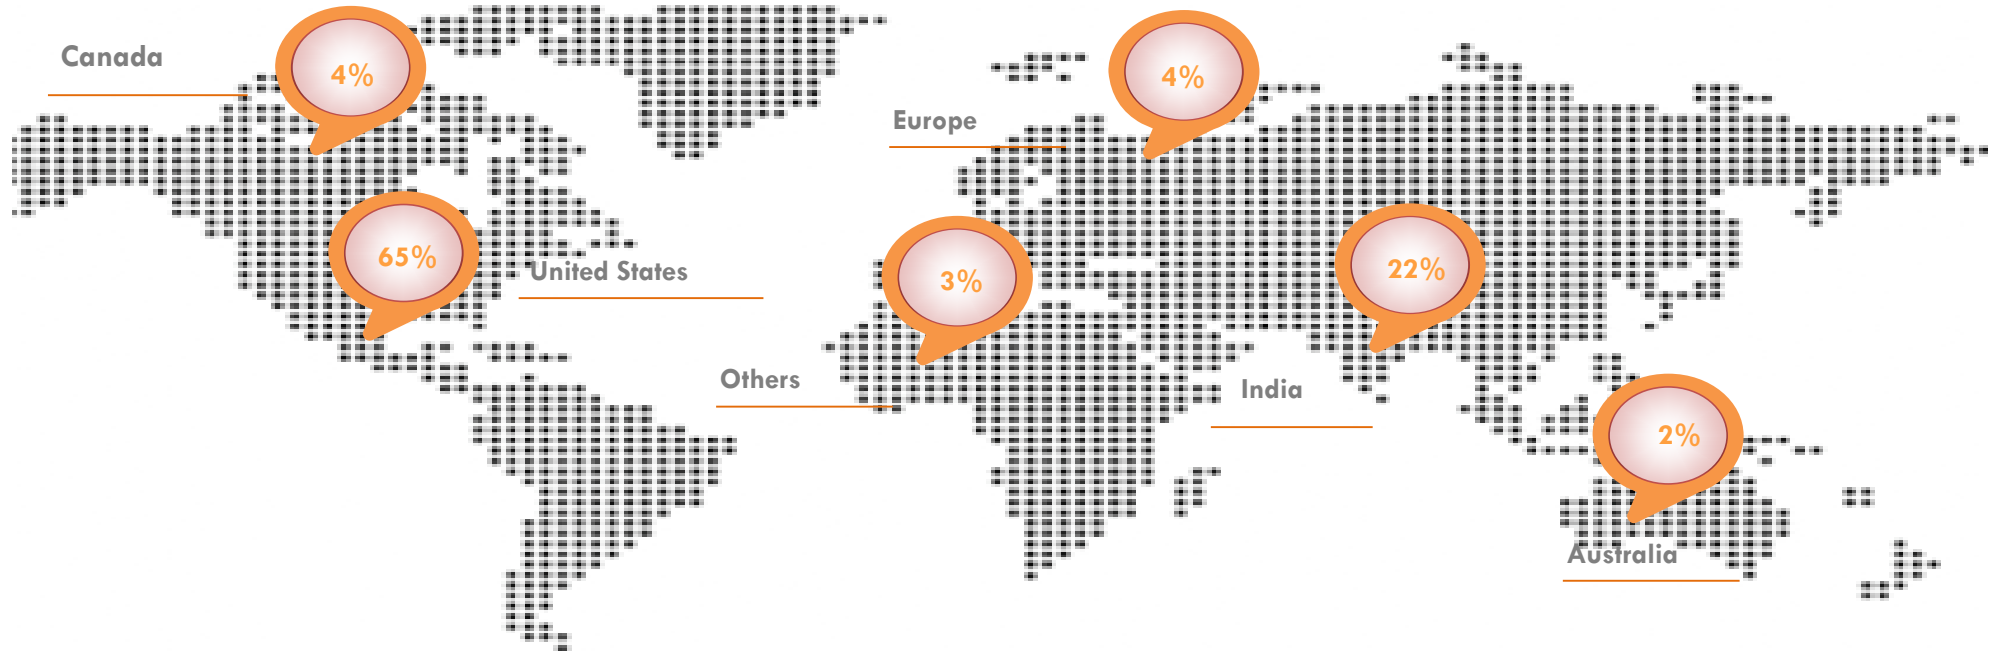 Canada
4%
4%
Europe
65%
United States
3%
22%
Others
India
2%
Australia